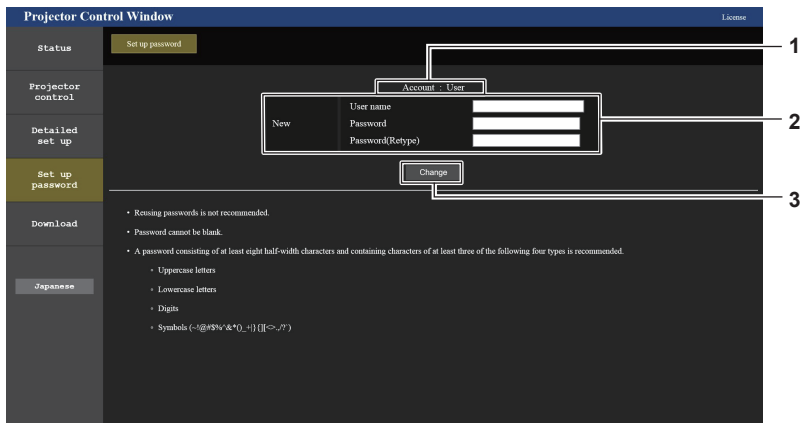 Projector Control Window
License
Status
Projector
control
Detailed
set up
Set up
password
Download
Japanese
Set up password
1
Account : User
New
User name
Password
Password(Retype)
2
Change
3
• Reusing passwords is not recommended.
• Password cannot be blank.
• A password consisting of at least eight half-width characters and containing characters of at least three of the following four types is recommended.
◦ Uppercase letters
◦ Lowercase letters
◦ Digits
◦ Symbols (~!@#$%^&*()_+|}{][<>.,/?`)